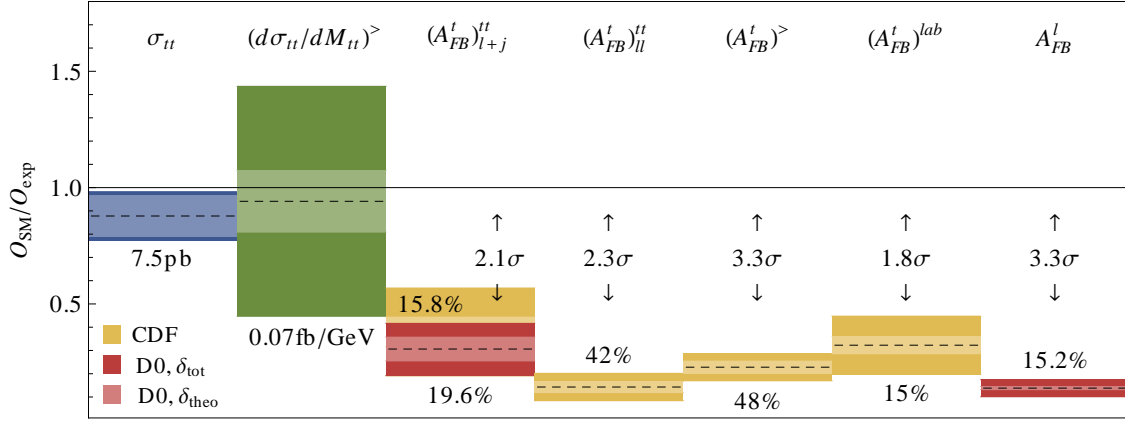 σ_tt (dσ_tt/dM_tt)^> (A^t_FB)^tt_l+j (A^t_FB)^tt_ll (A^t_FB)^> (A^t_FB)^lab A^l_FB
1.5
1.0
0.5
O_SM/O_exp
↑ ↑ ↑ ↑ ↑
7.5pb 2.1σ 2.3σ 3.3σ 1.8σ 3.3σ
↓ ↓ ↓ ↓ ↓
15.8%
0.07fb/GeV
42% 15.2%
19.6% 48% 15%
CDF
D0, δ_tot
D0, δ_theo